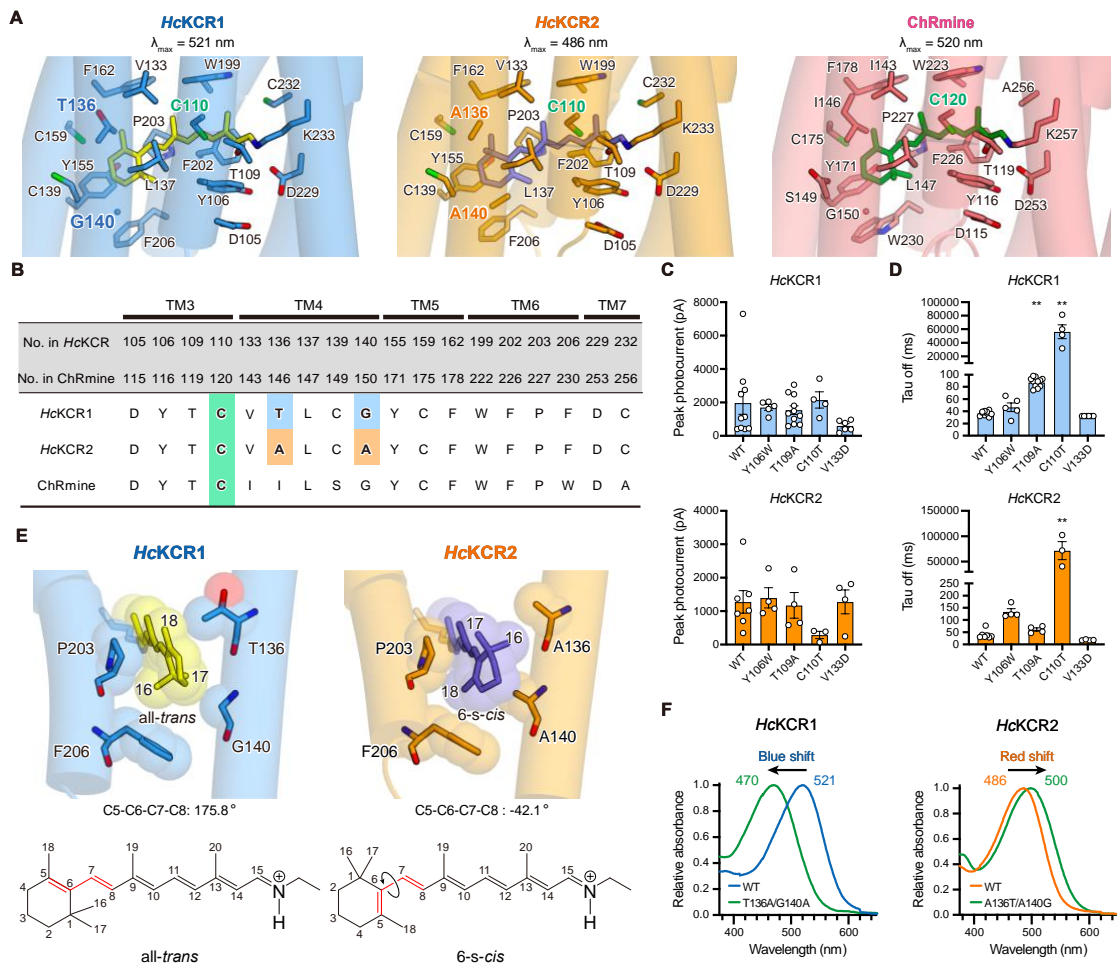 A
HcKCR1
λmax = 521 nm
HcKCR2
λmax = 486 nm
ChRmine
λmax = 520 nm
F162
V133
W199
C232
T136
C110
P203
K233
C159
Y155
F202
T109
C139
L137
Y106
D229
G140
F206
D105
F162
V133
W199
C232
A136
C110
P203
K233
C159
Y155
F202
T109
C139
L137
Y106
D229
A140
F206
D105
F178
I143
W223
A256
I146
C120
P227
K257
C175
Y171
F226
T119
S149
L147
Y116
D253
G150
W230
D115
B
TM3 TM4 TM5 TM6 TM7
No. in HcKCR 105 106 109 110 133 136 137 139 140 155 159 162 199 202 203 206 229 232
No. in ChRmine 115 116 119 120 143 146 147 149 150 171 175 178 222 226 227 230 253 256
HcKCR1 D Y T C V T L C G Y C F W F P F D C
HcKCR2 D Y T C V A L C A Y C F W F P F D C
ChRmine D Y T C I I L S G Y C F W F P W D A
C
HcKCR1
Peak photocurrent (pA)
8000
6000
4000
2000
0
WT Y106W T109A C110T V133D
HcKCR2
Peak photocurrent (pA)
4000
3000
2000
1000
0
WT Y106W T109A C110T V133D
D
HcKCR1
Tau off (ms)
** **
100000
80000
60000
40000
20000
100
80
60
40
20
0
WT Y106W T109A C110T V133D
HcKCR2
Tau off (ms)
**
150000
100000
50000
250
200
150
100
50
0
WT Y106W T109A C110T V133D
E
HcKCR1
HcKCR2
18
P203
T136
16
17
all-trans
G140
F206
C5-C6-C7-C8: 175.8 °
17
16
P203
A136
18
6-s-cis
A140
F206
C5-C6-C7-C8 : -42.1 °
18
19
20
5
7
11
15
6
9
13
4
8
10
12
14
N
+
H
16
3
1
2
17
all-trans
16
17
19
20
1
7
11
15
2
6
9
13
8
10
12
14
N
+
H
3
5
4
18
6-s-cis
F
HcKCR1
Blue shift
470
521
Relative absorbance
1.0
0.8
0.6
0.4
0.2
0.0
WT
T136A/G140A
400 500 600
Wavelength (nm)
HcKCR2
Red shift
486
500
Relative absorbance
1.0
0.8
0.6
0.4
0.2
0.0
WT
A136T/A140G
400 500 600
Wavelength (nm)